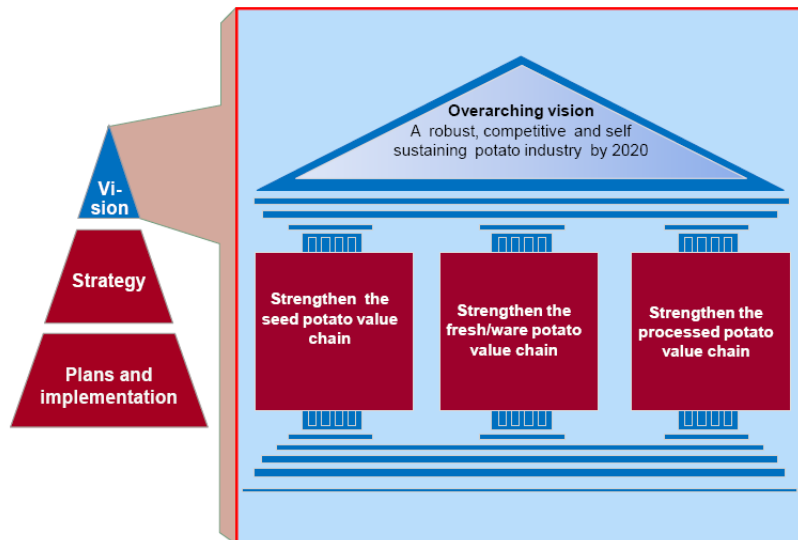 Vi-
sion
Strategy
Plans and
implementation
Overarching vision
A robust, competitive and self
sustaining potato industry by 2020
Strengthen the
seed potato value
chain
Strengthen the
fresh/ware potato
value chain
Strengthen the
processed potato
value chain